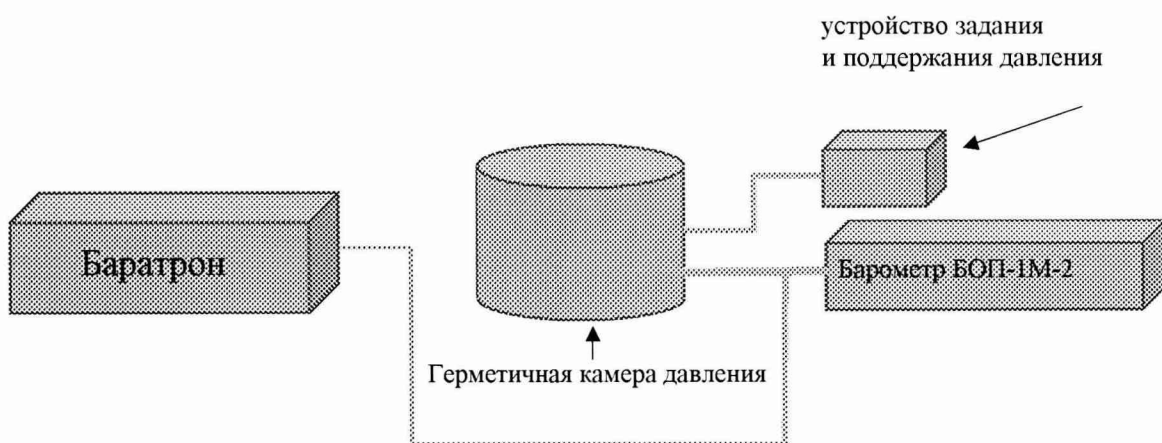 устройство задания
и поддержания давления
Баратрон
Барометр БОП-1М-2
Герметичная камера давления